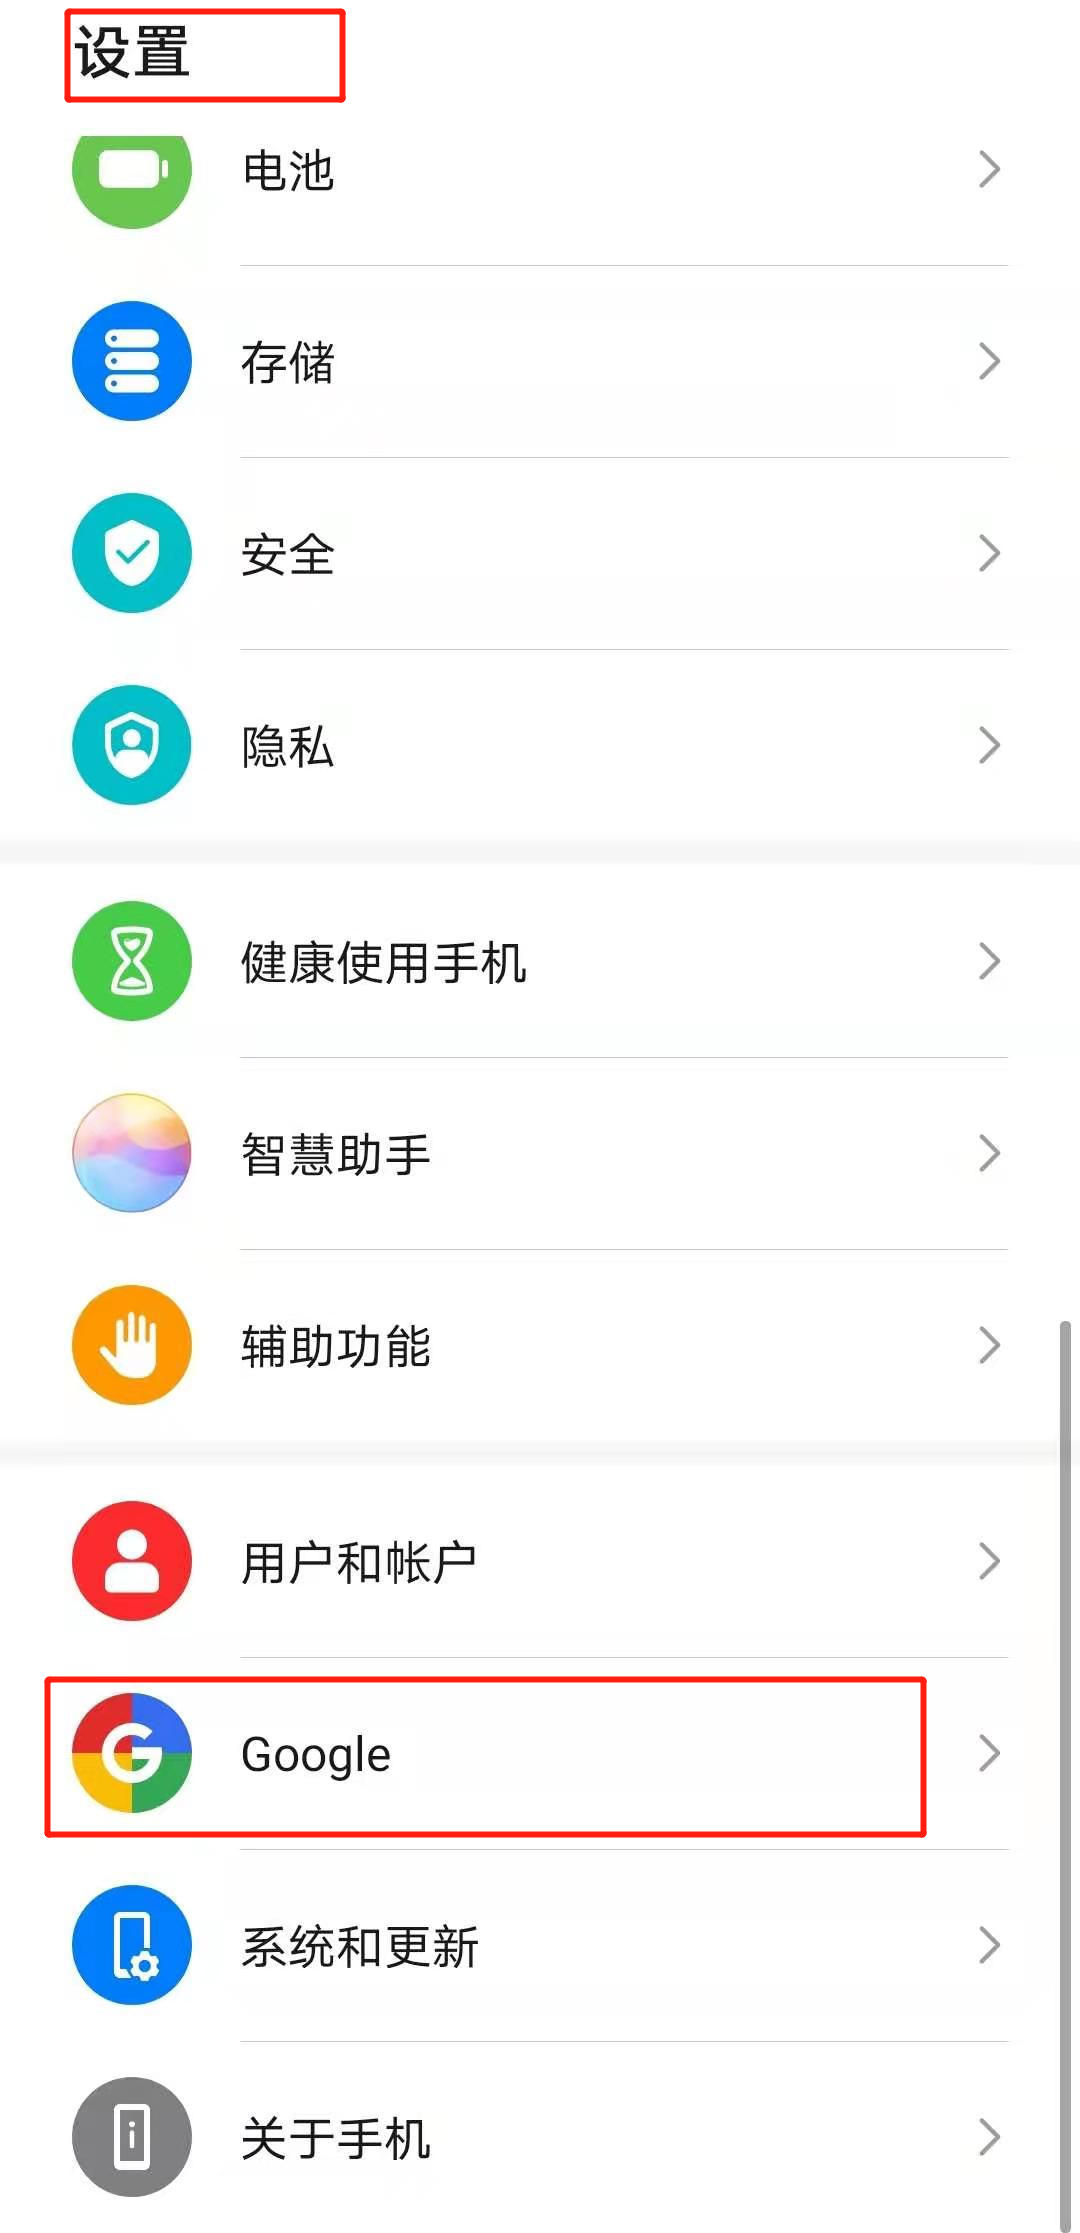 设置
电池
存储
安全
隐私
健康使用手机
智慧助手
辅助功能
用户和帐户
Google
系统和更新
关于手机